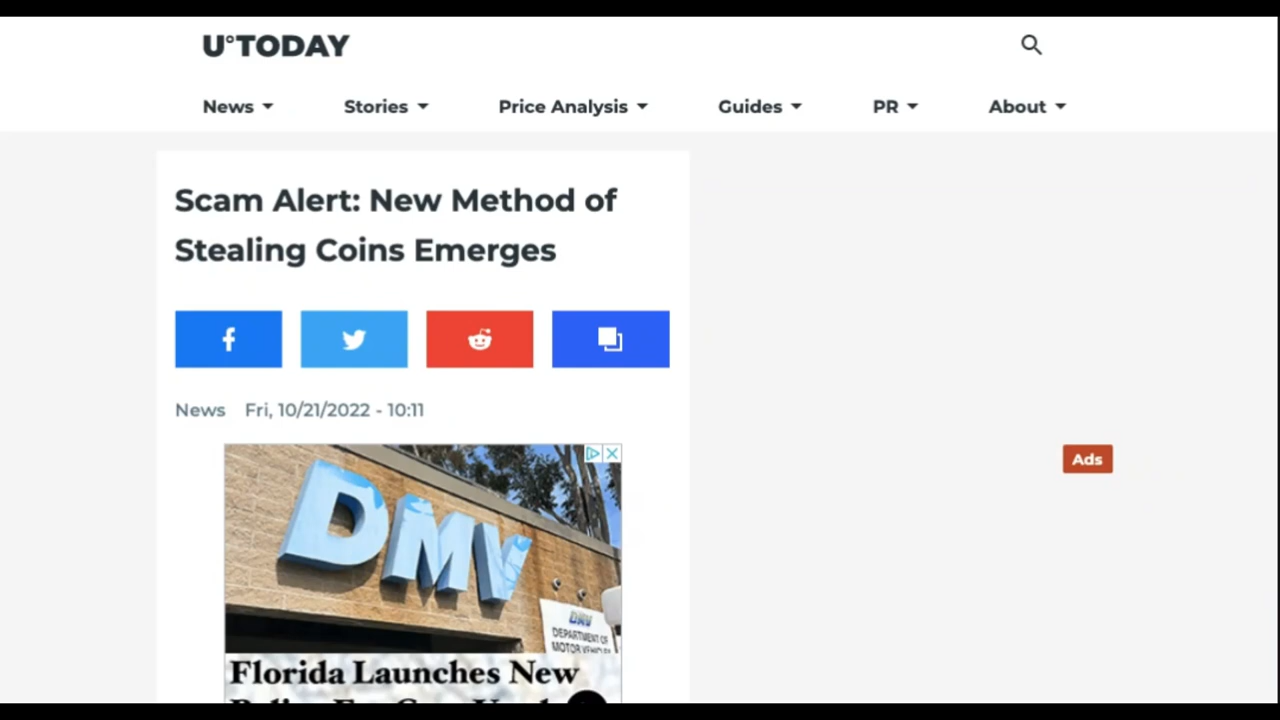 U°TODAY
News Stories Price Analysis Guides PR About
Scam Alert: New Method of
Stealing Coins Emerges
News Fri, 10/21/2022 - 10:11
Ads
DMV
DMV
DEPARTMENT OF
MOTOR VEHICLES
Florida Launches New